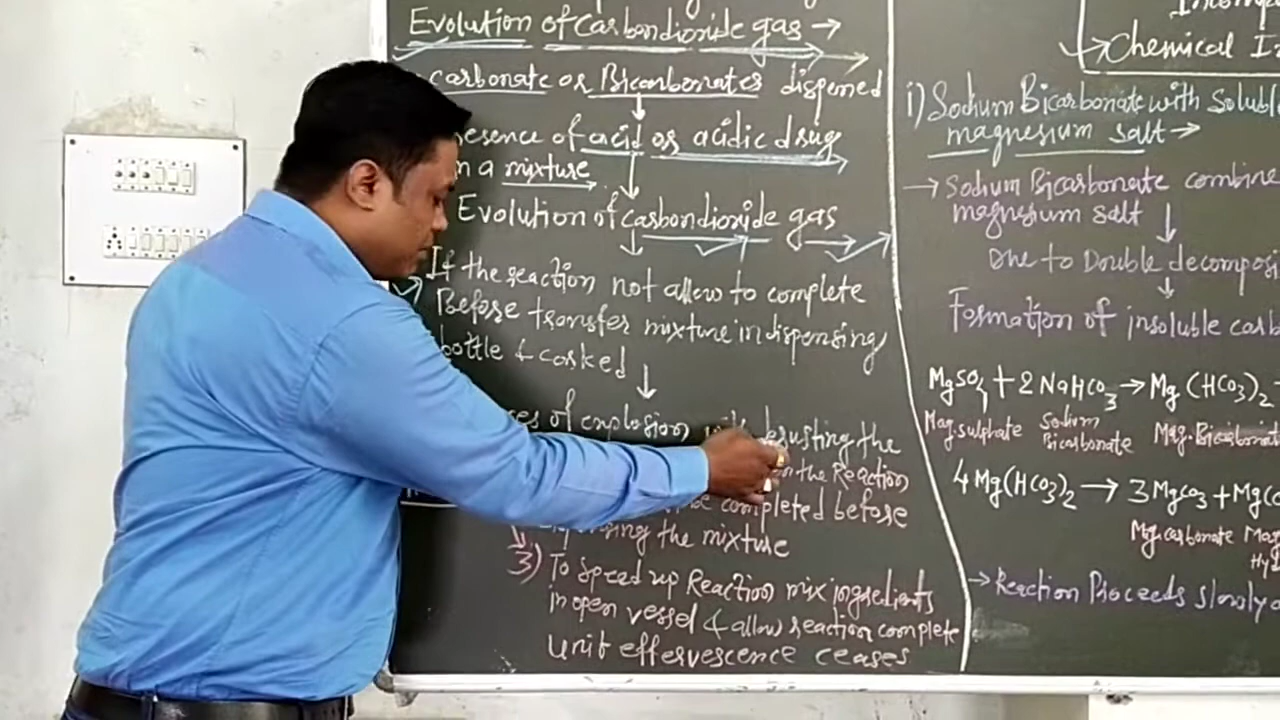 Evolution of carbondioxide gas →
carbonate or Bicarbonates dispensed
esence of acid or acidic drug
n a mixture
Evolution of carbondioxide gas
If the reaction not allow to complete
Before transfer mixture in dispensing
bottle & corked
ses of explosion
the
the Reaction
completed before
the mixture
3) To speed up Reaction mix ingredients
in open vessel & allow reaction complete
unit effervescence ceases
Chemical I
i) Sodium Bicarbonate with Solubl
magnesium salt →
→ Sodium Bicarbonate combine
magnesium salt
Due to Double decomposi
Formation of insoluble carb
MgSO4 + 2 NaHCO3 → Mg (HCO3)2
Mag. sulphate Sodium Bicarbonate Mag. Bicarbonat
4 Mg(HCO3)2 → 3 MgCO3 + Mg(
Mg. carbonate Mag
Hy
→ Reaction Proceeds slowly